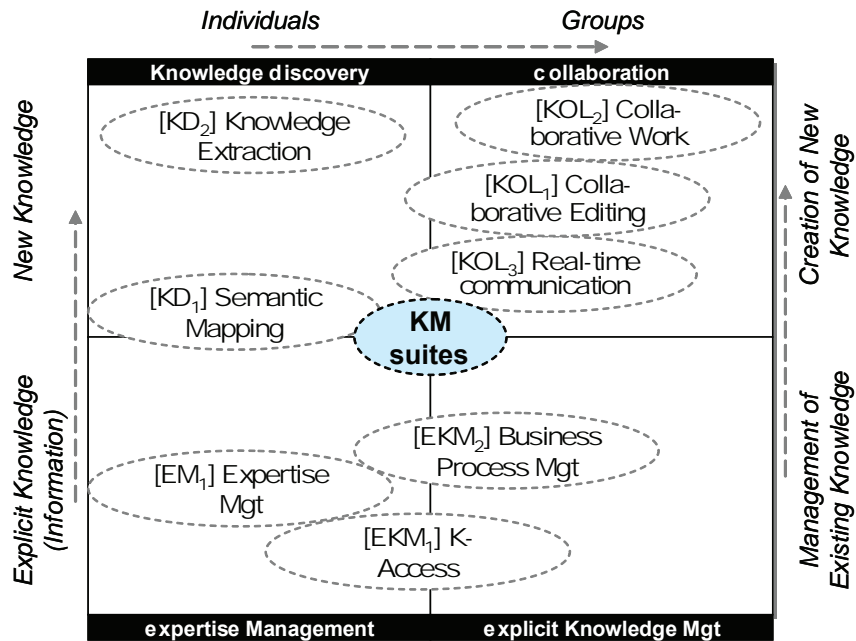 Individuals
Groups
Knowledge discovery
collaboration
[KD₂] Knowledge
Extraction
[KOL₂] Colla-
borative Work
[KOL₁] Colla-
borative Editing
[KOL₃] Real-time
communication
[KD₁] Semantic
Mapping
KM
suites
[EKM₂] Business
Process Mgt
[EM₁] Expertise
Mgt
[EKM₁] K-
Access
expertise Management
explicit Knowledge Mgt
New Knowledge
Explicit Knowledge
(Information)
Creation of New
Knowledge
Management of
Existing Knowledge